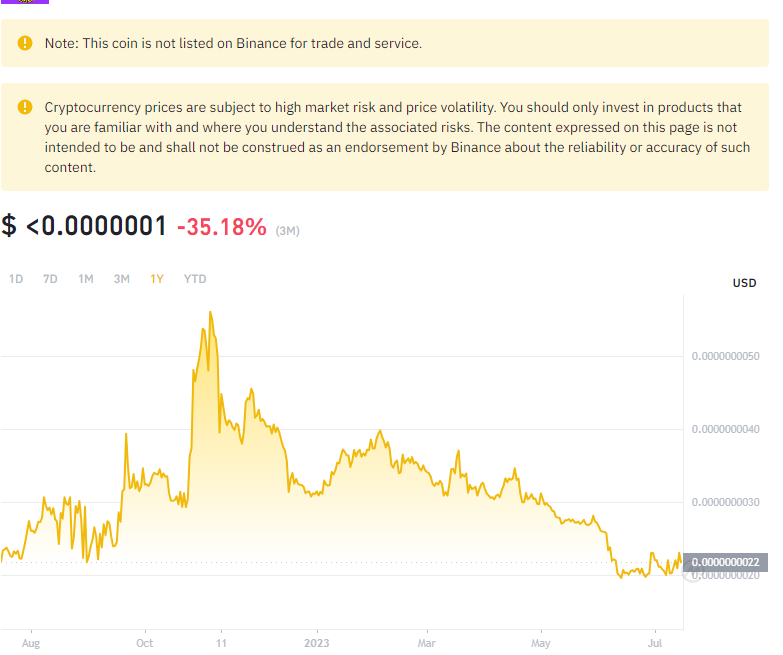 Note: This coin is not listed on Binance for trade and service.
Cryptocurrency prices are subject to high market risk and price volatility. You should only invest in products that
you are familiar with and where you understand the associated risks. The content expressed on this page is not
intended to be and shall not be construed as an endorsement by Binance about the reliability or accuracy of such
content.
$ <0.0000001 -35.18% (3M)
1D 7D 1M 3M 1Y YTD
USD
0.0000000050
0.0000000040
0.0000000030
0.0000000022
0.0000000020
Aug Oct 11 2023 Mar May Jul